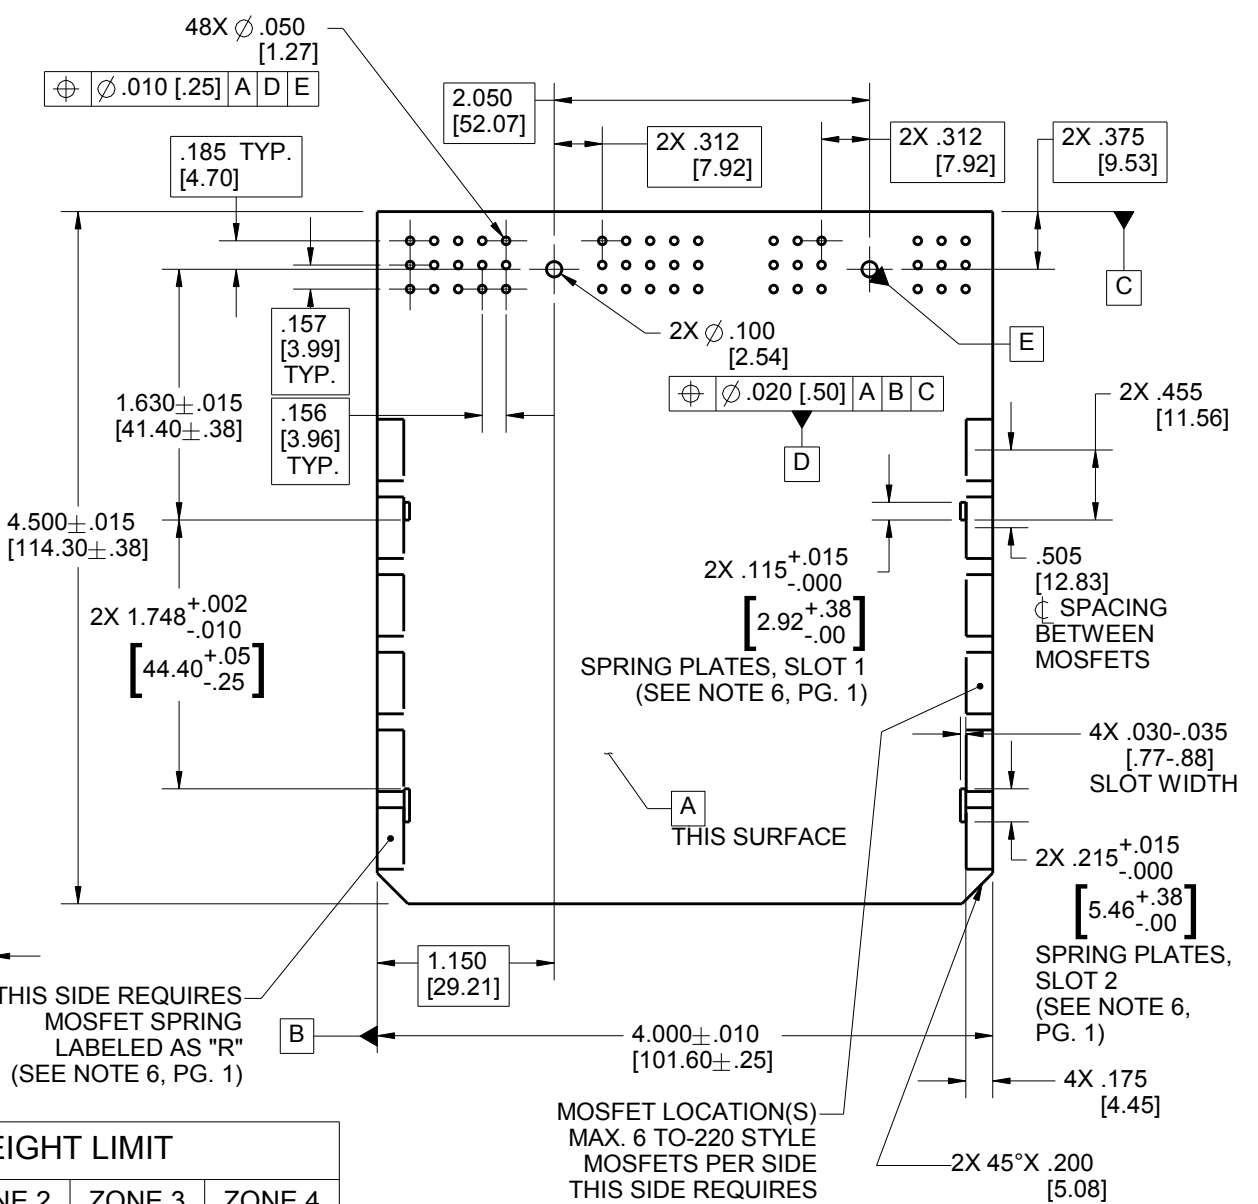 48X ∅ .050
[1.27]
⌖ ∅ .010 [.25] A D E
2.050
[52.07]
2X .312
[7.92]
2X .312
[7.92]
2X .375
[9.53]
.185 TYP.
[4.70]
C
.157
[3.99]
TYP.
2X ∅ .100
[2.54]
E
⌖ ∅ .020 [.50] A B C
D
1.630±.015
[41.40±.38]
.156
[3.96]
TYP.
2X .455
[11.56]
4.500±.015
[114.30±.38]
2X .115 +.015
-.000
[2.92 +.38
-.00]
SPRING PLATES, SLOT 1
(SEE NOTE 6, PG. 1)
.505
[12.83]
℄ SPACING
BETWEEN
MOSFETS
2X 1.748 +.002
-.010
[44.40 +.05
-.25]
4X .030-.035
[.77-.88]
SLOT WIDTH
A
THIS SURFACE
2X .215 +.015
-.000
[5.46 +.38
-.00]
SPRING PLATES,
SLOT 2
(SEE NOTE 6,
PG. 1)
1.150
[29.21]
THIS SIDE REQUIRES
MOSFET SPRING
LABELED AS "R"
(SEE NOTE 6, PG. 1)
B
4.000±.010
[101.60±.25]
4X .175
[4.45]
MOSFET LOCATION(S)
MAX. 6 TO-220 STYLE
MOSFETS PER SIDE
THIS SIDE REQUIRES
2X 45°X .200
[5.08]
EIGHT LIMIT
NE 2 ZONE 3 ZONE 4